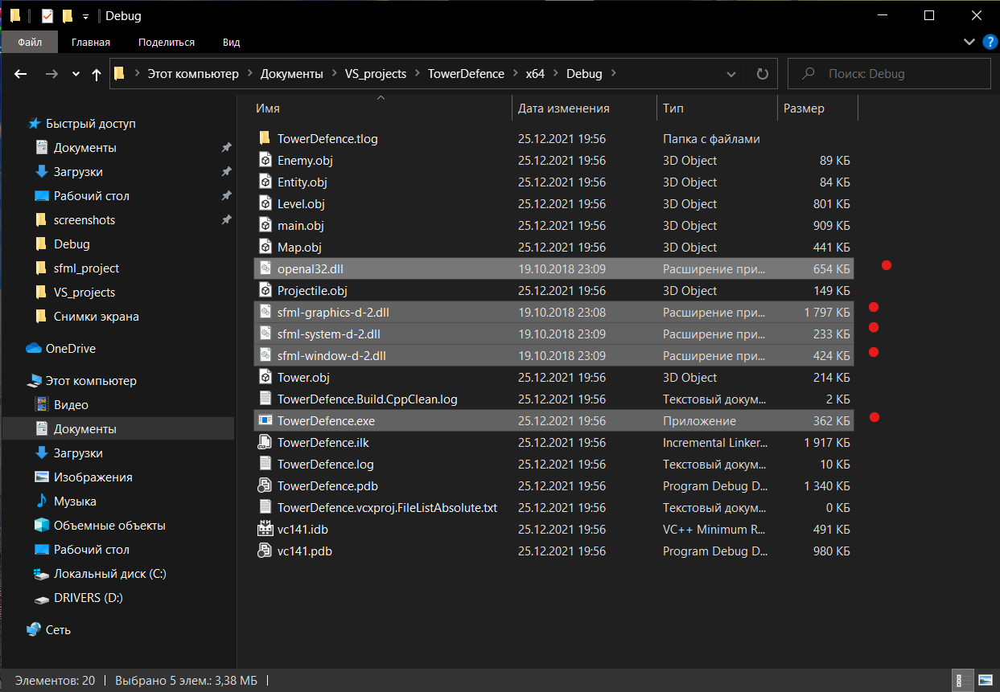 Debug
Файл Главная Поделиться Вид
Этот компьютер Документы VS_projects TowerDefence x64 Debug Поиск: Debug
Быстрый доступ
Документы
Загрузки
Рабочий стол
screenshots
Debug
sfml_project
VS_projects
Снимки экрана
OneDrive
Этот компьютер
Видео
Документы
Загрузки
Изображения
Музыка
Объемные объекты
Рабочий стол
Локальный диск (C:)
DRIVERS (D:)
Сеть
Имя Дата изменения Тип Размер
TowerDefence.tlog 25.12.2021 19:56 Папка с файлами
Enemy.obj 25.12.2021 19:56 3D Object 89 КБ
Entity.obj 25.12.2021 19:56 3D Object 84 КБ
Level.obj 25.12.2021 19:56 3D Object 801 КБ
main.obj 25.12.2021 19:56 3D Object 909 КБ
Map.obj 25.12.2021 19:56 3D Object 441 КБ
openal32.dll 19.10.2018 23:09 Расширение при... 654 КБ
Projectile.obj 25.12.2021 19:56 3D Object 149 КБ
sfml-graphics-d-2.dll 19.10.2018 23:08 Расширение при... 1 797 КБ
sfml-system-d-2.dll 19.10.2018 23:09 Расширение при... 233 КБ
sfml-window-d-2.dll 19.10.2018 23:09 Расширение при... 424 КБ
Tower.obj 25.12.2021 19:56 3D Object 214 КБ
TowerDefence.Build.CppClean.log 25.12.2021 19:56 Текстовый докум... 2 КБ
TowerDefence.exe 25.12.2021 19:56 Приложение 362 КБ
TowerDefence.ilk 25.12.2021 19:56 Incremental Linker... 1 917 КБ
TowerDefence.log 25.12.2021 19:56 Текстовый докум... 10 КБ
TowerDefence.pdb 25.12.2021 19:56 Program Debug D... 1 340 КБ
TowerDefence.vcxproj.FileListAbsolute.txt 25.12.2021 19:56 Текстовый докум... 0 КБ
vc141.idb 25.12.2021 19:56 VC++ Minimum R... 491 КБ
vc141.pdb 25.12.2021 19:56 Program Debug D... 980 КБ
Элементов: 20 Выбрано 5 элем.: 3,38 МБ